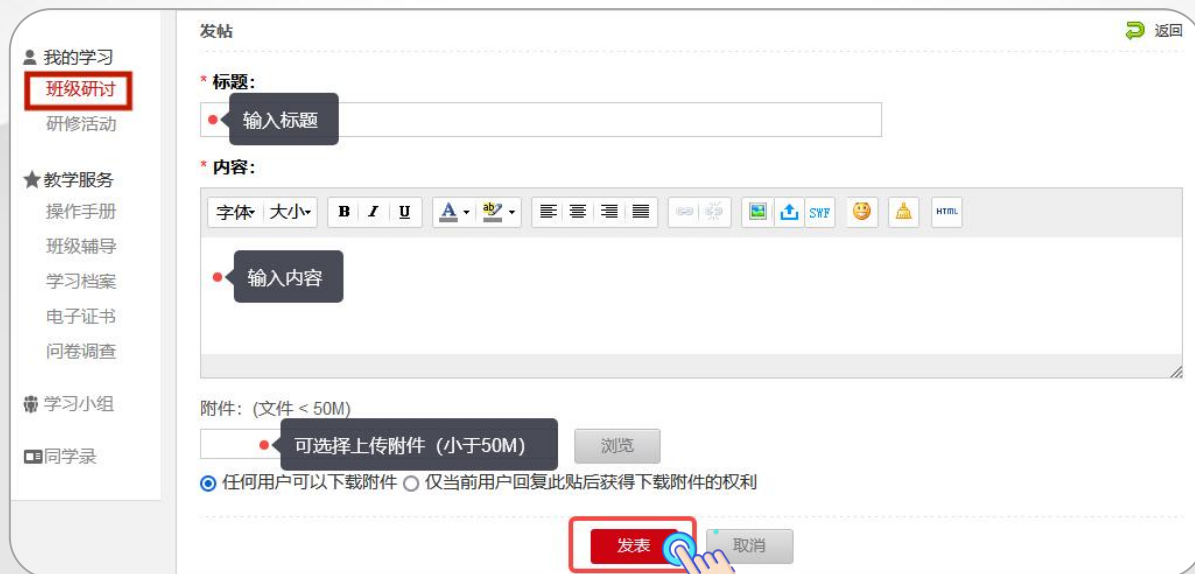 我的学习
班级研讨
研修活动
教学服务
操作手册
班级辅导
学习档案
电子证书
问卷调查
学习小组
同学录
发帖
返回
* 标题:
输入标题
* 内容:
字体 大小 B I U A ab SWF HTML
输入内容
附件: (文件 < 50M)
可选择上传附件（小于50M） 浏览
任何用户可以下载附件 仅当前用户回复此贴后获得下载附件的权利
发表 取消